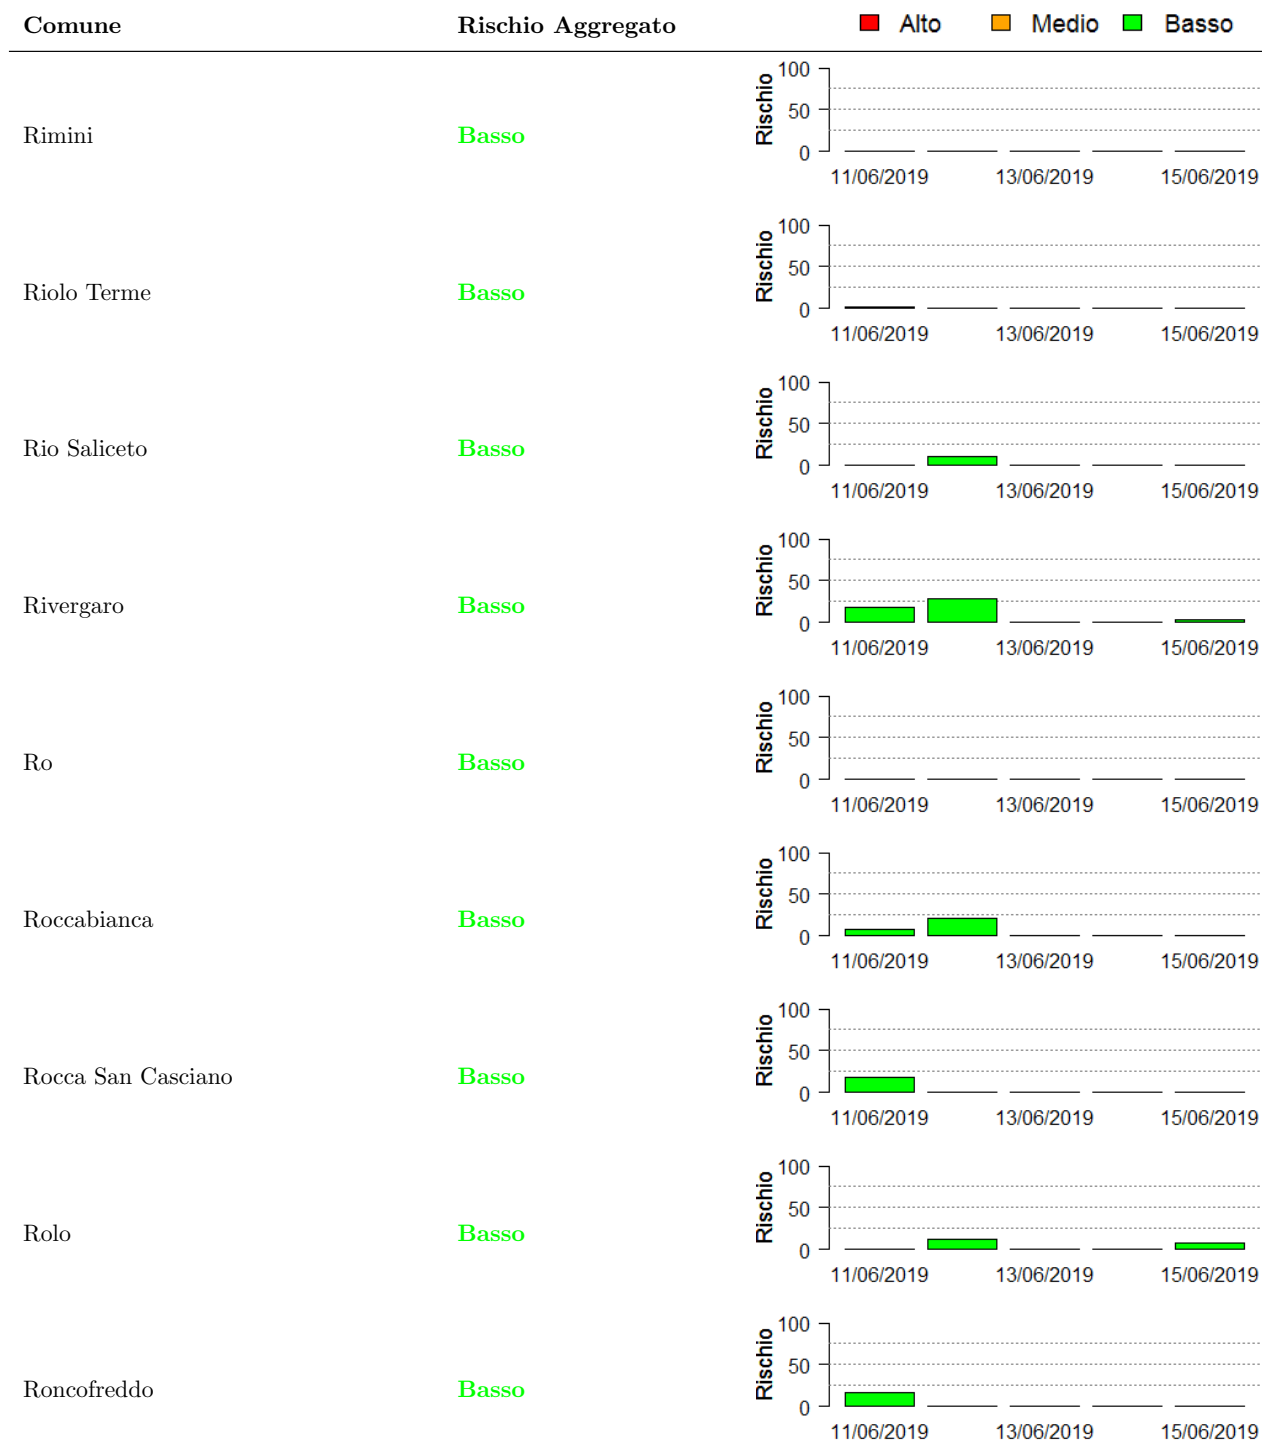 Comune Rischio Aggregato Alto Medio Basso
100
50
0
Rischio
Rimini Basso
11/06/2019 13/06/2019 15/06/2019
100
50
0
Rischio
Riolo Terme Basso
11/06/2019 13/06/2019 15/06/2019
100
50
0
Rischio
Rio Saliceto Basso
11/06/2019 13/06/2019 15/06/2019
100
50
0
Rischio
Rivergaro Basso
11/06/2019 13/06/2019 15/06/2019
100
50
0
Rischio
Ro Basso
11/06/2019 13/06/2019 15/06/2019
100
50
0
Rischio
Roccabianca Basso
11/06/2019 13/06/2019 15/06/2019
100
50
0
Rischio
Rocca San Casciano Basso
11/06/2019 13/06/2019 15/06/2019
100
50
0
Rischio
Rolo Basso
11/06/2019 13/06/2019 15/06/2019
100
50
0
Rischio
Roncofreddo Basso
11/06/2019 13/06/2019 15/06/2019